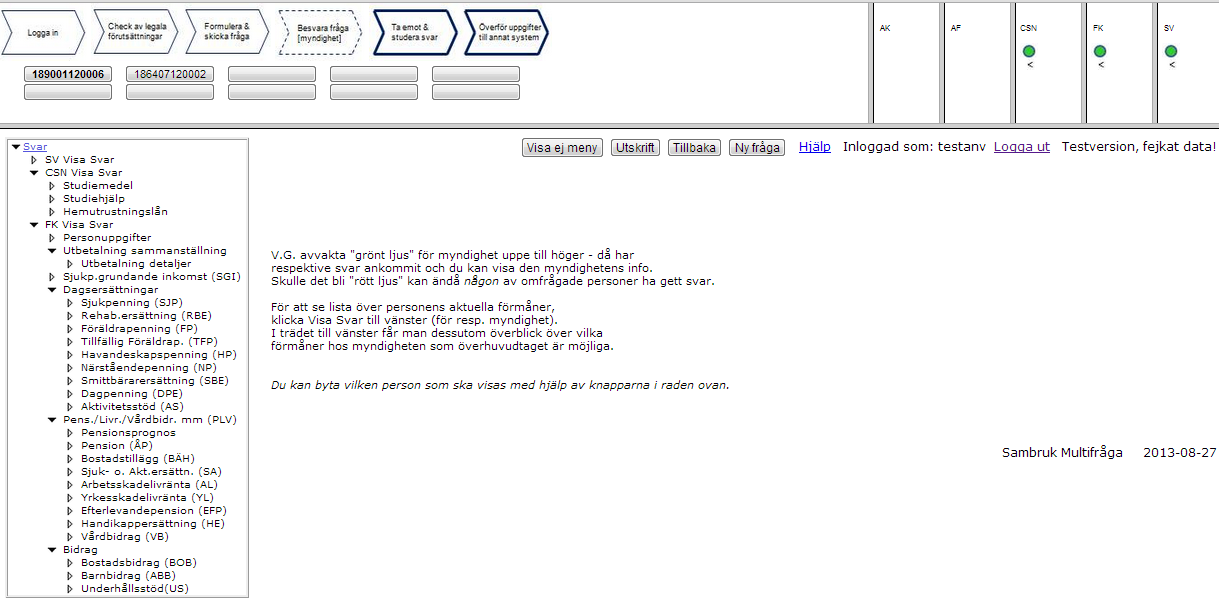 Logga in
Check av legala
förutsättningar
Formulera &
skicka fråga
Besvara fråga
[myndighet]
Ta emot &
studera svar
Överför uppgifter
till annat system
AK
AF
CSN
<
FK
<
SV
<
189001120006
186407120002
Visa ej meny
Utskrift
Tillbaka
Ny fråga
Hjälp
Inloggad som: testanv
Logga ut
Testversion, fejkat data!
Svar
SV Visa Svar
CSN Visa Svar
Studiemedel
Studiehjälp
Hemutrustningslån
FK Visa Svar
Personuppgifter
Utbetalning sammanställning
Utbetalning detaljer
Sjukp.grundande inkomst (SGI)
Dagsersättningar
Sjukpenning (SJP)
Rehab.ersättning (RBE)
Föräldrapenning (FP)
Tillfällig Föräldrap. (TFP)
Havandeskapspenning (HP)
Närståendepenning (NP)
Smittbärarersättning (SBE)
Dagpenning (DPE)
Aktivitetsstöd (AS)
Pens./Livr./Vårdbidr. mm (PLV)
Pensionsprognos
Pension (ÅP)
Bostadstillägg (BÄH)
Sjuk- o. Akt.ersättn. (SA)
Arbetsskadelivränta (AL)
Yrkesskadelivränta (YL)
Efterlevandepension (EFP)
Handikappersättning (HE)
Vårdbidrag (VB)
Bidrag
Bostadsbidrag (BOB)
Barnbidrag (ABB)
Underhållsstöd(US)
V.G. avvakta "grönt ljus" för myndighet uppe till höger - då har
respektive svar ankommit och du kan visa den myndighetens info.
Skulle det bli "rött ljus" kan ändå någon av omfrågade personer ha gett svar.
För att se lista över personens aktuella förmåner,
klicka Visa Svar till vänster (för resp. myndighet).
I trädet till vänster får man dessutom överblick över vilka
förmåner hos myndigheten som överhuvudtaget är möjliga.
Du kan byta vilken person som ska visas med hjälp av knapparna i raden ovan.
Sambruk Multifråga 2013-08-27